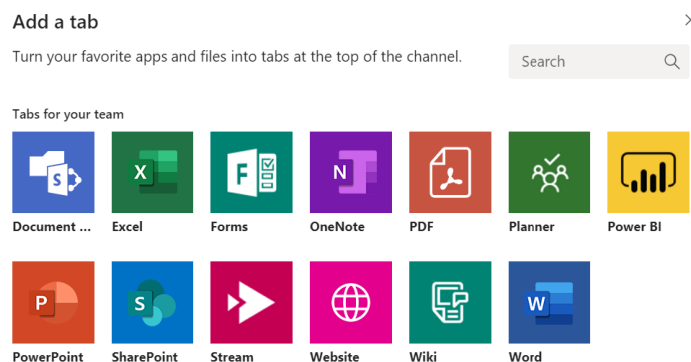 Add a tab
Turn your favorite apps and files into tabs at the top of the channel.
Search
Tabs for your team
S
X
F
N
Document ...
Excel
Forms
OneNote
PDF
Planner
Power BI
P
S
W
PowerPoint
SharePoint
Stream
Website
Wiki
Word